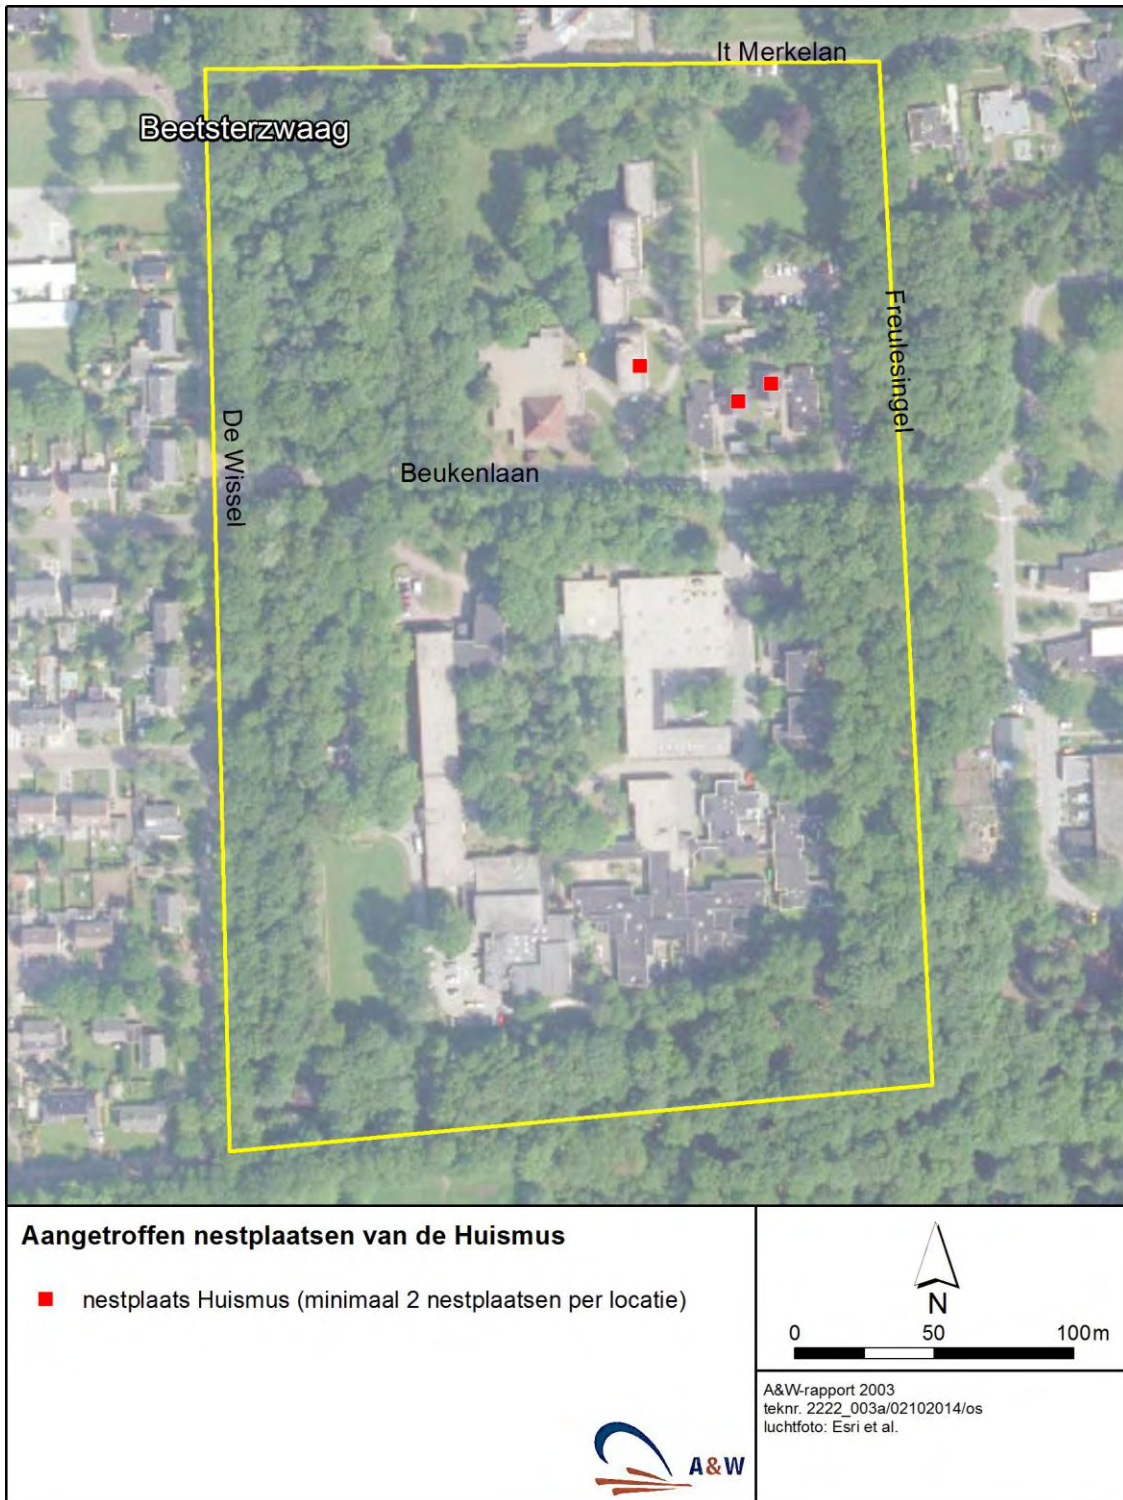 It Merkelan
Beetsterzwaag
Freulesingel
De Wissel
Beukenlaan
Aangetroffen nestplaatsen van de Huismus
nestplaats Huismus (minimaal 2 nestplaatsen per locatie)
N
0 50 100m
A&W-rapport 2003
teknr. 2222_003a/02102014/os
luchtfoto: Esri et al.
A&W